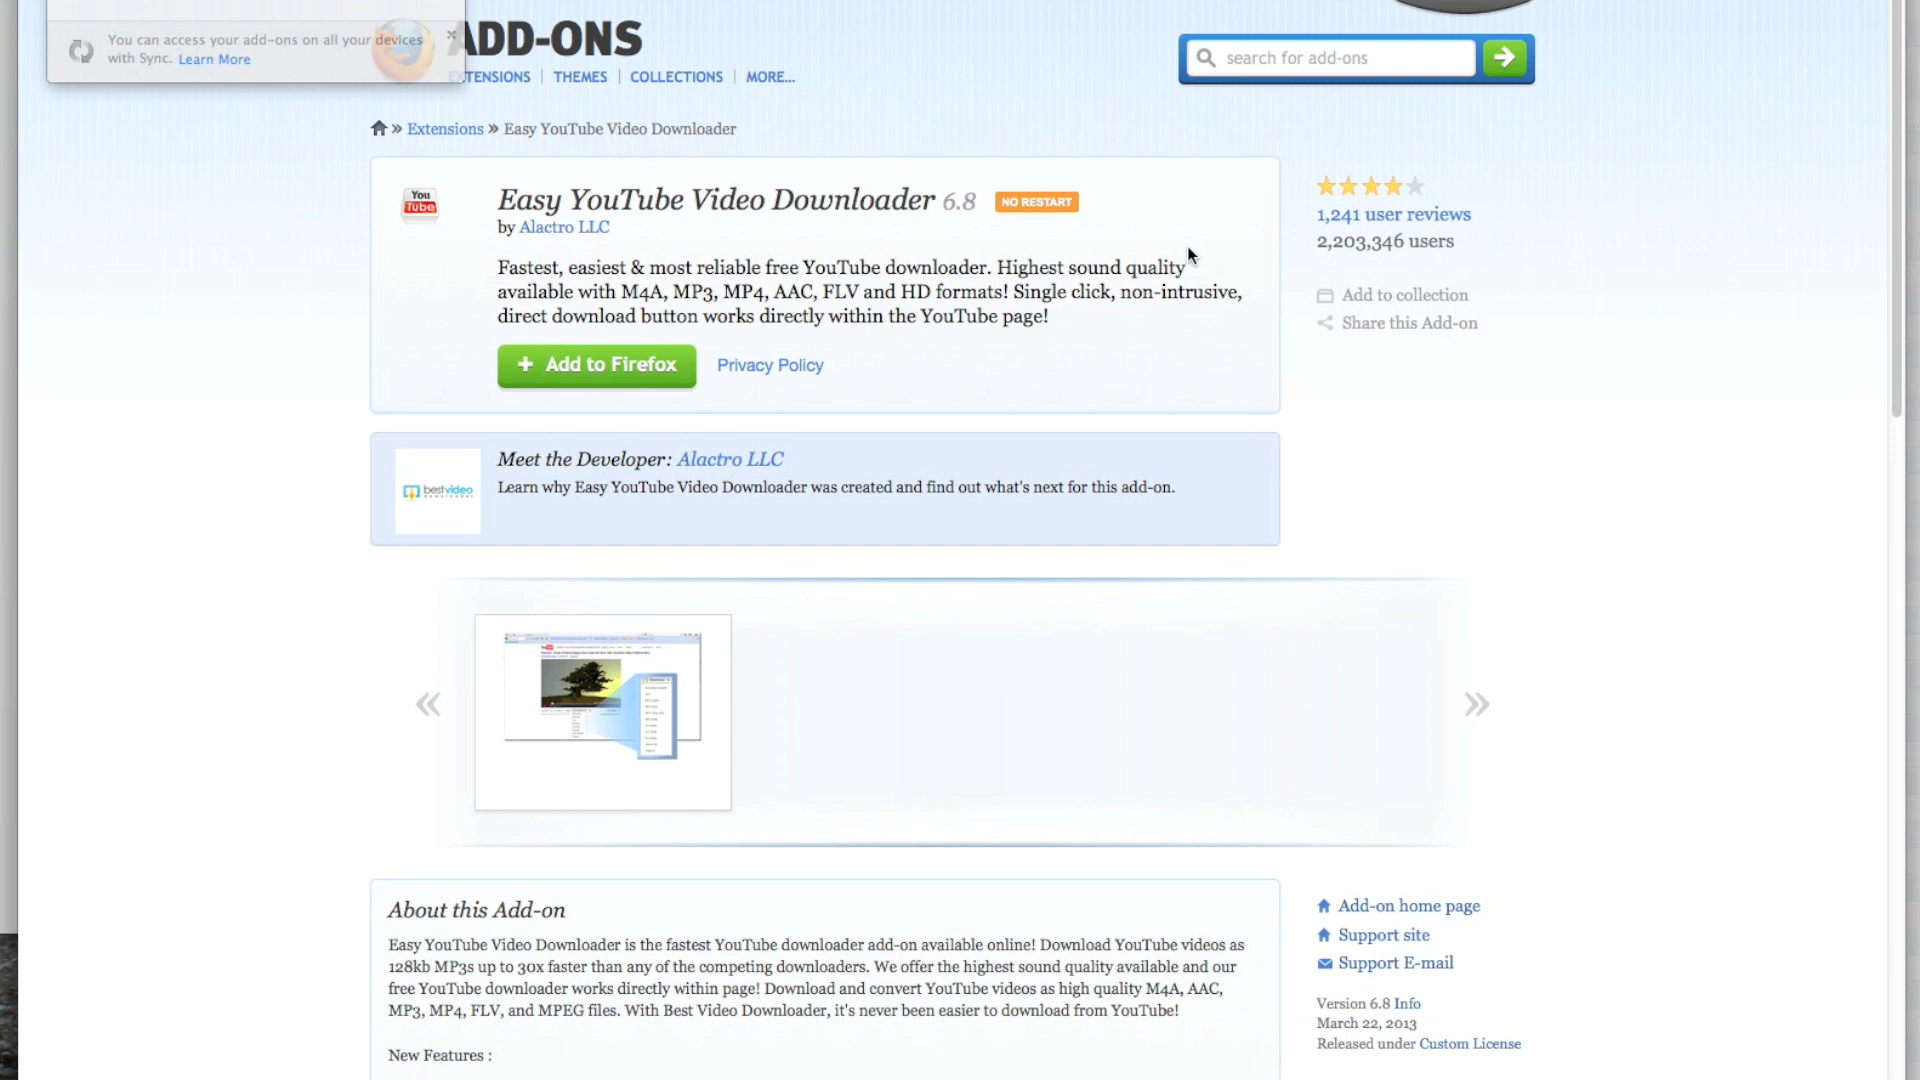 You can access your add-ons on all your devices
with Sync. Learn More
ADD-ONS
EXTENSIONS THEMES COLLECTIONS MORE...
search for add-ons
» Extensions » Easy YouTube Video Downloader
You
Tube
Easy YouTube Video Downloader 6.8 NO RESTART
by Alactro LLC
Fastest, easiest & most reliable free YouTube downloader. Highest sound quality
available with M4A, MP3, MP4, AAC, FLV and HD formats! Single click, non-intrusive,
direct download button works directly within the YouTube page!
+ Add to Firefox Privacy Policy
1,241 user reviews
2,203,346 users
Add to collection
Share this Add-on
bestvideo
Meet the Developer: Alactro LLC
Learn why Easy YouTube Video Downloader was created and find out what's next for this add-on.
« »
About this Add-on
Easy YouTube Video Downloader is the fastest YouTube downloader add-on available online! Download YouTube videos as
128kb MP3s up to 30x faster than any of the competing downloaders. We offer the highest sound quality available and our
free YouTube downloader works directly within page! Download and convert YouTube videos as high quality M4A, AAC,
MP3, MP4, FLV, and MPEG files. With Best Video Downloader, it's never been easier to download from YouTube!
New Features :
Add-on home page
Support site
Support E-mail
Version 6.8 Info
March 22, 2013
Released under Custom License